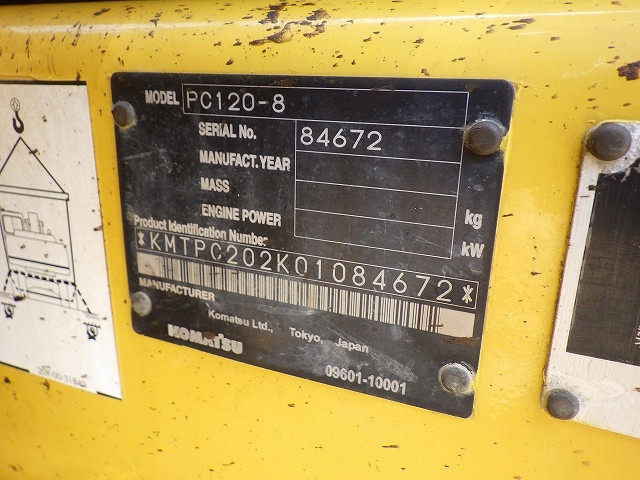 MODEL PC120-8
SERIAL No. 84672
MANUFACT. YEAR
MASS kg
ENGINE POWER kW
Product Identification Number
*KMTPC202K01084672*
MANUFACTURER
Komatsu Ltd., Tokyo, Japan
KOMATSU
09601-10001